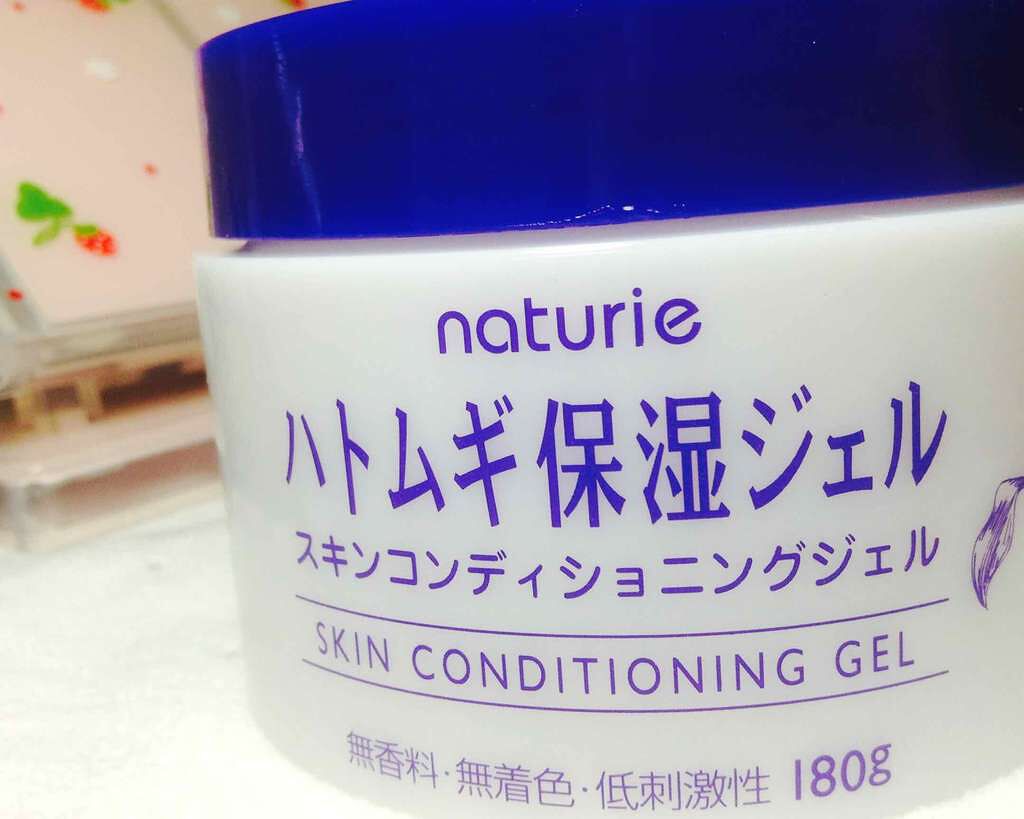 naturie
ハトムギ保湿ジェル
スキンコンディショニングジェル
SKIN CONDITIONING GEL
無香料・無着色・低刺激性 180g